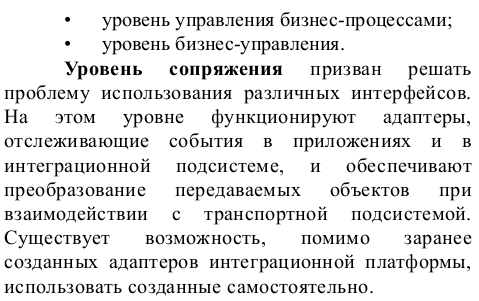 • уровень управления бизнес-процессами;
• уровень бизнес-управления.
Уровень сопряжения призван решать
проблему использования различных интерфейсов.
На этом уровне функционируют адаптеры,
отслеживающие события в приложениях и в
интеграционной подсистеме, и обеспечивают
преобразование передаваемых объектов при
взаимодействии с транспортной подсистемой.
Существует возможность, помимо заранее
созданных адаптеров интеграционной платформы,
использовать созданные самостоятельно.